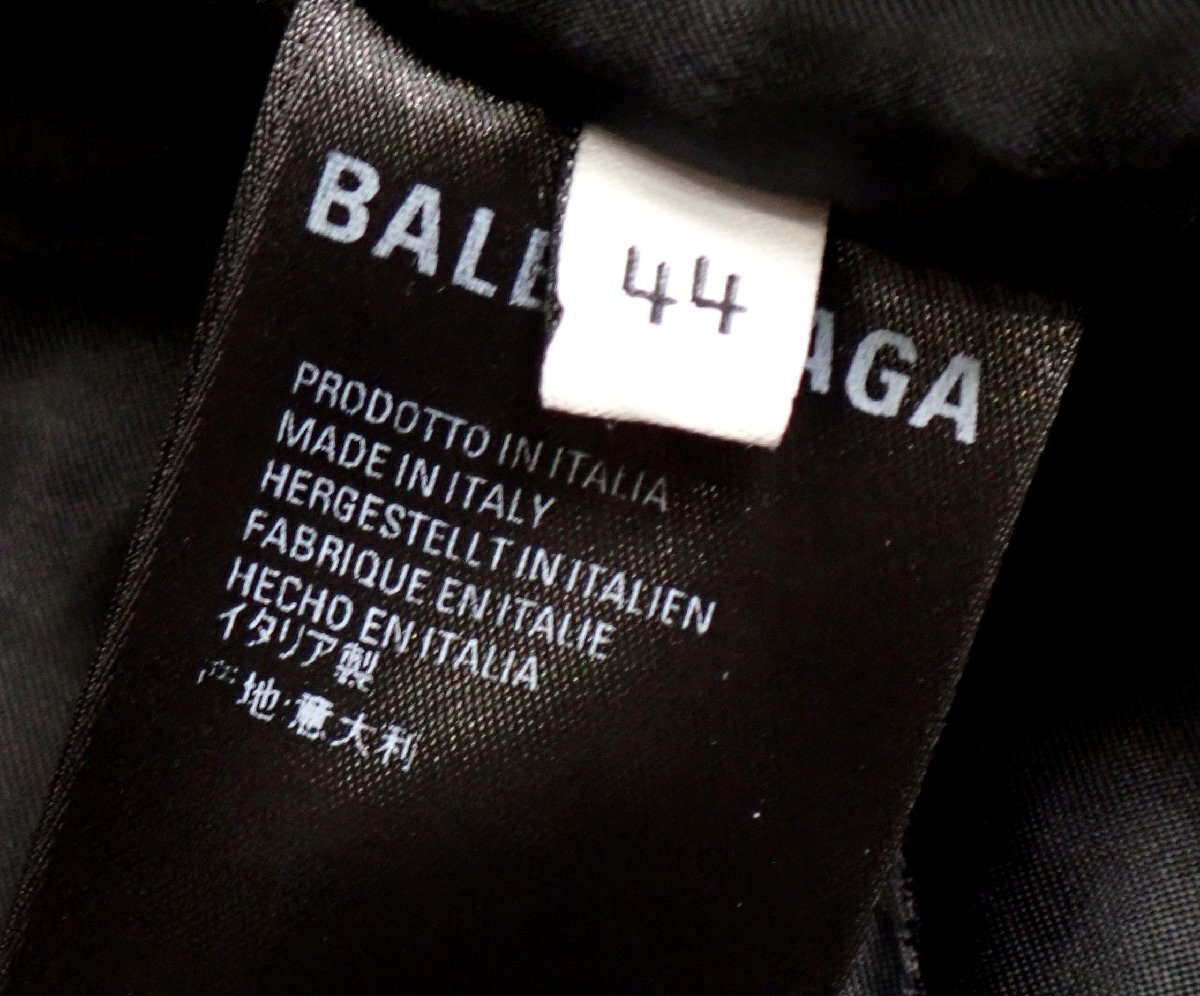 BALE AGA
44
PRODOTTO IN ITALIA
MADE IN ITALY
HERGESTELLT IN ITALIEN
FABRIQUE EN ITALIE
HECHO EN ITALIA
イタリア製
产地:意大利